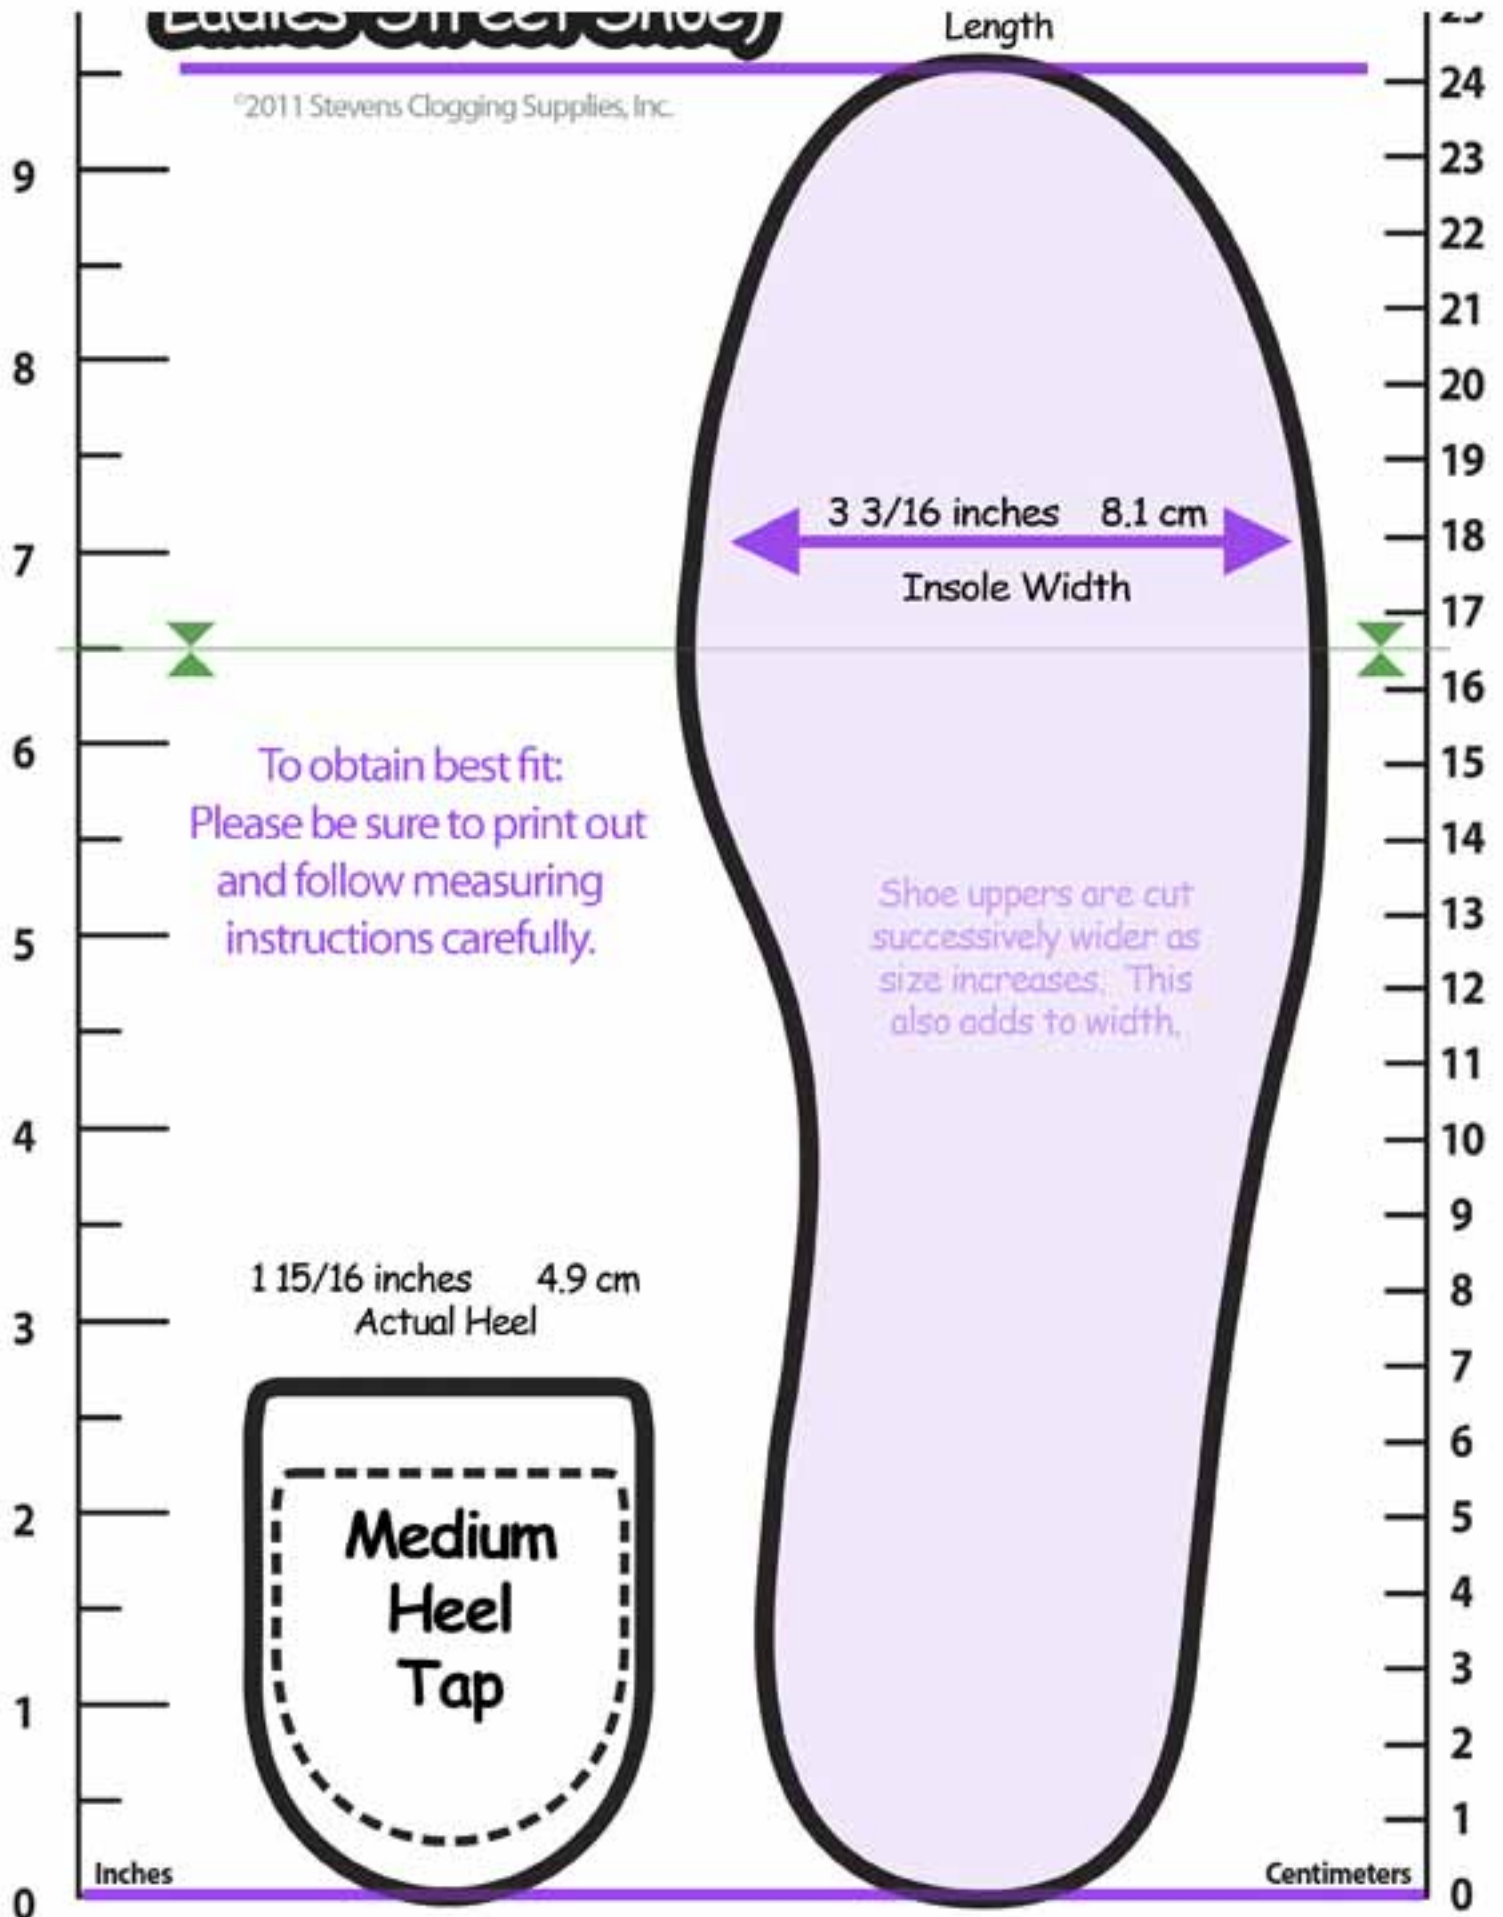 Ladies Street Shoe)
Length
©2011 Stevens Clogging Supplies, Inc.
3 3/16 inches 8.1 cm
Insole Width
To obtain best fit:
Please be sure to print out
and follow measuring
instructions carefully.
Shoe uppers are cut
successively wider as
size increases. This
also adds to width.
1 15/16 inches 4.9 cm
Actual Heel
Medium
Heel
Tap
Inches
Centimeters
9
8
7
6
5
4
3
2
1
0
25
24
23
22
21
20
19
18
17
16
15
14
13
12
11
10
9
8
7
6
5
4
3
2
1
0